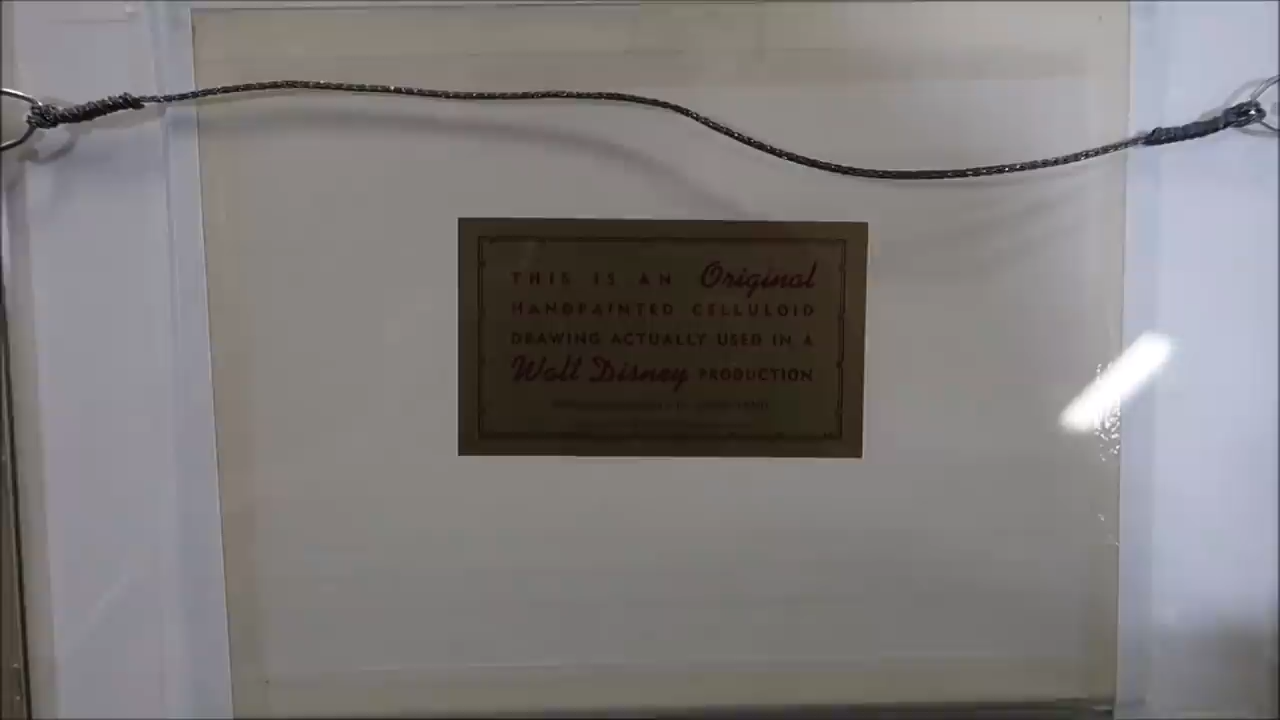 THIS IS AN Original
HANDPAINTED CELLULOID
DRAWING ACTUALLY USED IN A
Walt Disney PRODUCTION